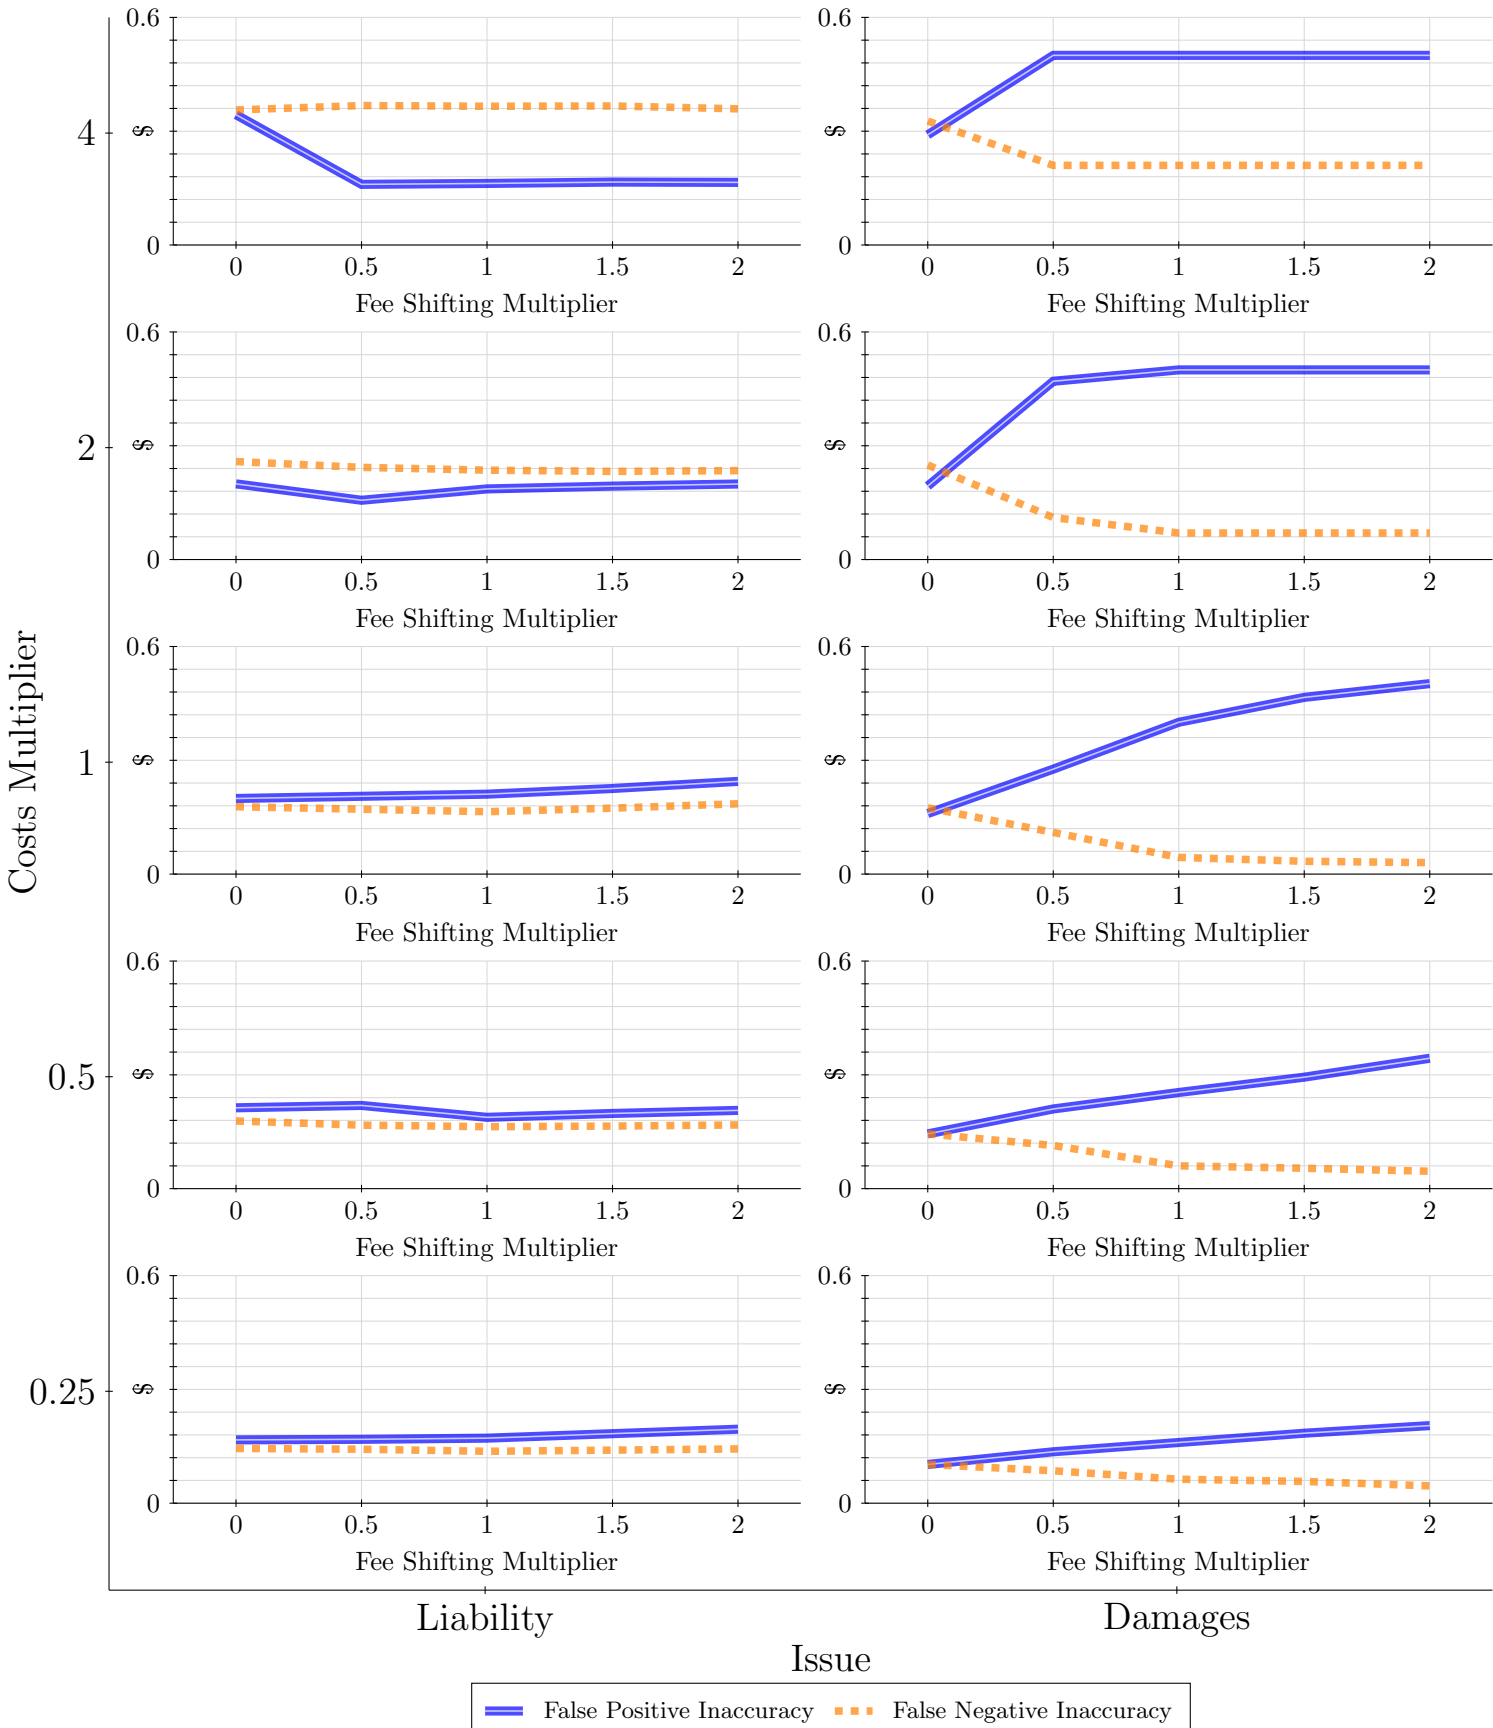 0.6 0.6
4 $ $
0 0
0 0.5 1 1.5 2 0 0.5 1 1.5 2
Fee Shifting Multiplier Fee Shifting Multiplier
0.6 0.6
2 $ $
0 0
0 0.5 1 1.5 2 0 0.5 1 1.5 2
Fee Shifting Multiplier Fee Shifting Multiplier
Costs Multiplier
0.6 0.6
1 $ $
0 0
0 0.5 1 1.5 2 0 0.5 1 1.5 2
Fee Shifting Multiplier Fee Shifting Multiplier
0.6 0.6
0.5 $ $
0 0
0 0.5 1 1.5 2 0 0.5 1 1.5 2
Fee Shifting Multiplier Fee Shifting Multiplier
0.6 0.6
0.25 $ $
0 0
0 0.5 1 1.5 2 0 0.5 1 1.5 2
Fee Shifting Multiplier Fee Shifting Multiplier
Liability Damages
Issue
False Positive Inaccuracy False Negative Inaccuracy